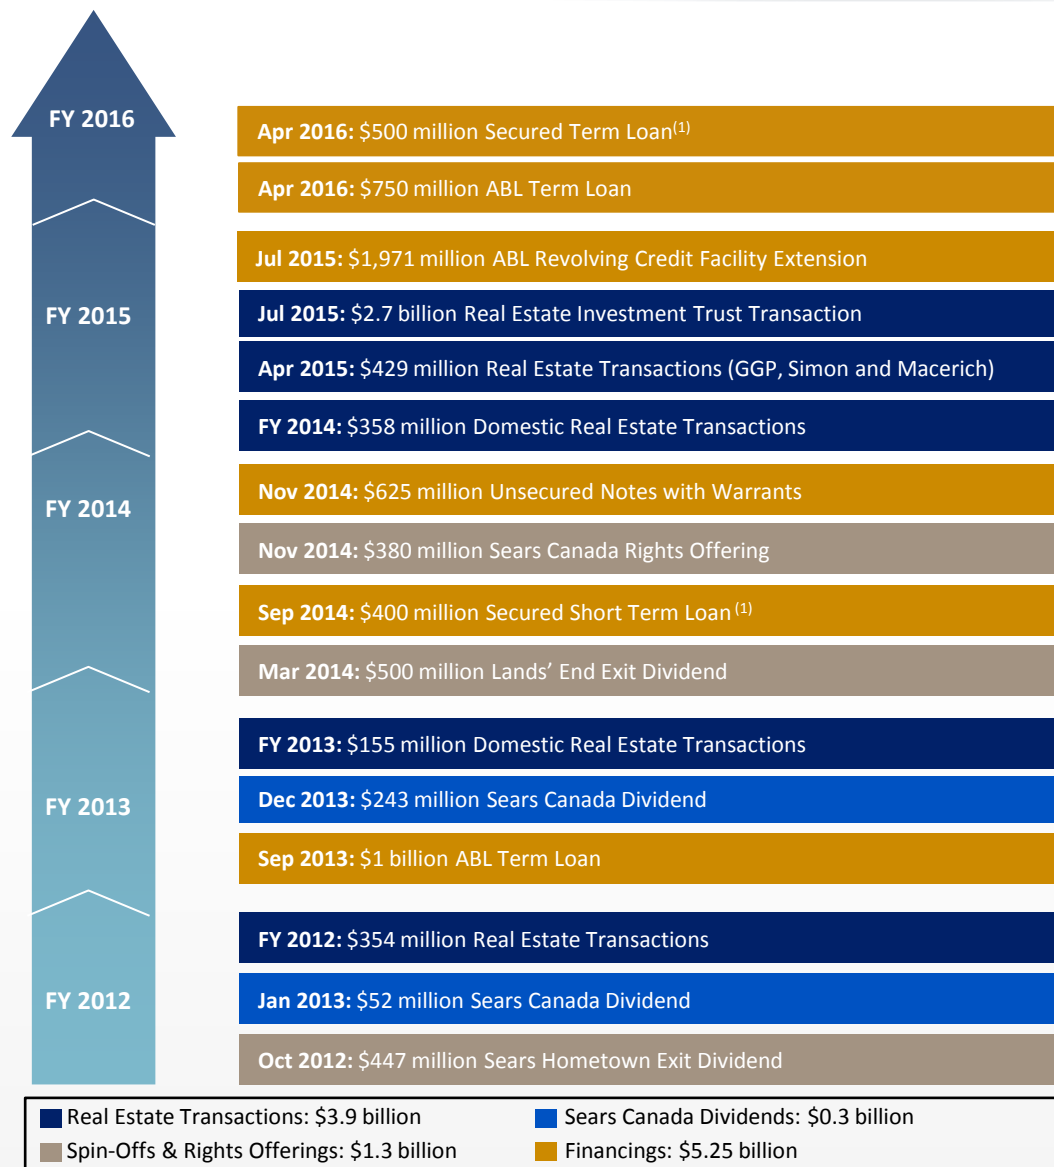 FY 2016
Apr 2016: $500 million Secured Term Loan(1)
Apr 2016: $750 million ABL Term Loan
Jul 2015: $1,971 million ABL Revolving Credit Facility Extension
FY 2015
Jul 2015: $2.7 billion Real Estate Investment Trust Transaction
Apr 2015: $429 million Real Estate Transactions (GGP, Simon and Macerich)
FY 2014: $358 million Domestic Real Estate Transactions
FY 2014
Nov 2014: $625 million Unsecured Notes with Warrants
Nov 2014: $380 million Sears Canada Rights Offering
Sep 2014: $400 million Secured Short Term Loan (1)
Mar 2014: $500 million Lands’ End Exit Dividend
FY 2013
FY 2013: $155 million Domestic Real Estate Transactions
Dec 2013: $243 million Sears Canada Dividend
Sep 2013: $1 billion ABL Term Loan
FY 2012
FY 2012: $354 million Real Estate Transactions
Jan 2013: $52 million Sears Canada Dividend
Oct 2012: $447 million Sears Hometown Exit Dividend
Real Estate Transactions: $3.9 billion
Sears Canada Dividends: $0.3 billion
Spin-Offs & Rights Offerings: $1.3 billion
Financings: $5.25 billion